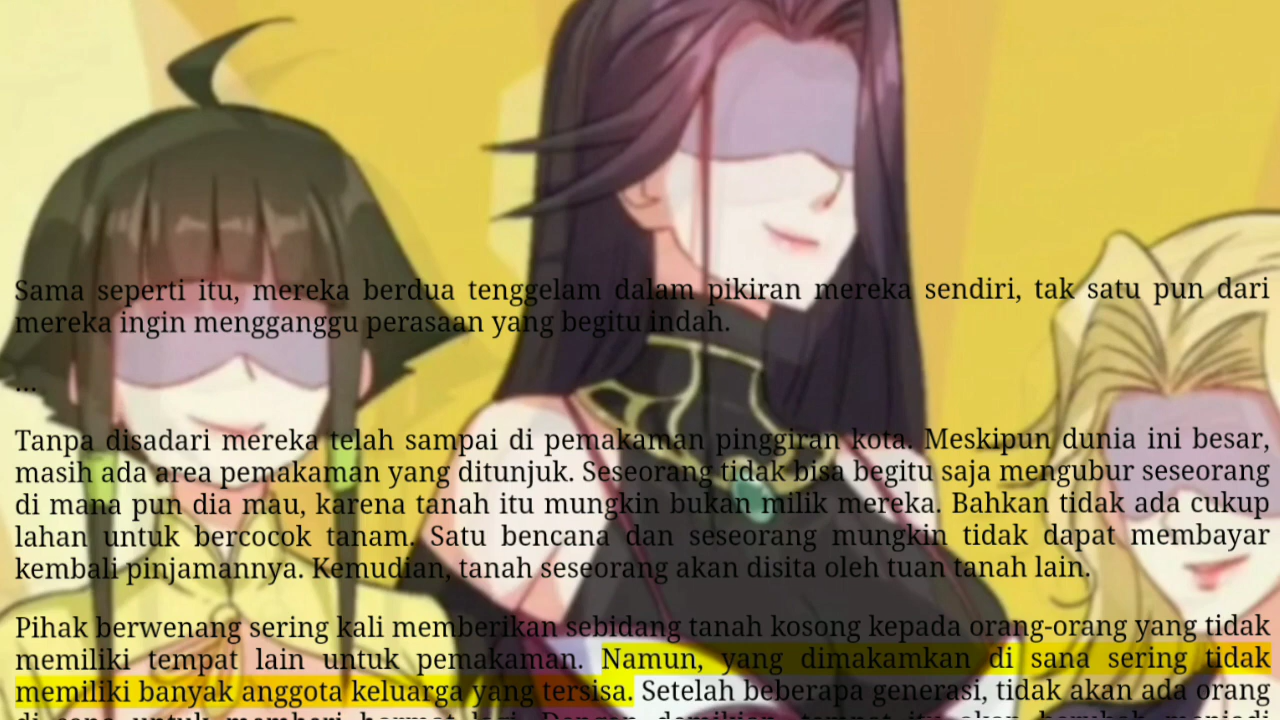 Sama seperti itu, mereka berdua tenggelam dalam pikiran mereka sendiri, tak satu pun dari
mereka ingin mengganggu perasaan yang begitu indah.
...
Tanpa disadari mereka telah sampai di pemakaman pinggiran kota. Meskipun dunia ini besar,
masih ada area pemakaman yang ditunjuk. Seseorang tidak bisa begitu saja mengubur seseorang
di mana pun dia mau, karena tanah itu mungkin bukan milik mereka. Bahkan tidak ada cukup
lahan untuk bercocok tanam. Satu bencana dan seseorang mungkin tidak dapat membayar
kembali pinjamannya. Kemudian, tanah seseorang akan disita oleh tuan tanah lain.
Pihak berwenang sering kali memberikan sebidang tanah kosong kepada orang-orang yang tidak
memiliki tempat lain untuk pemakaman. Namun, yang dimakamkan di sana sering tidak
memiliki banyak anggota keluarga yang tersisa. Setelah beberapa generasi, tidak akan ada orang